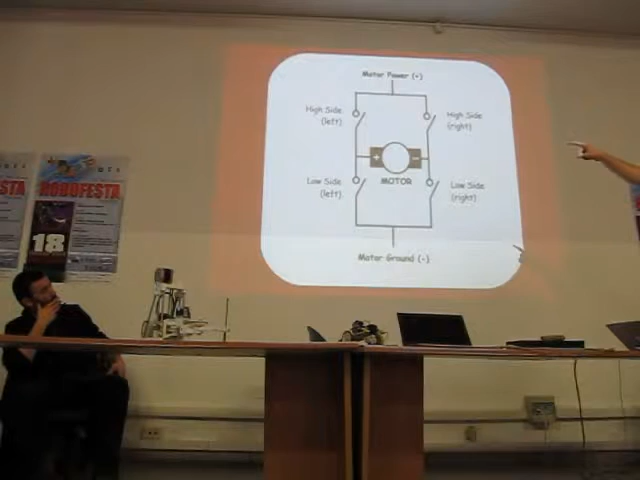 Motor Power (+)
High Side
(left)
High Side
(right)
+
-
MOTOR
Low Side
(left)
Low Side
(right)
Motor Ground (-)
STA
ROBOFESTA
18